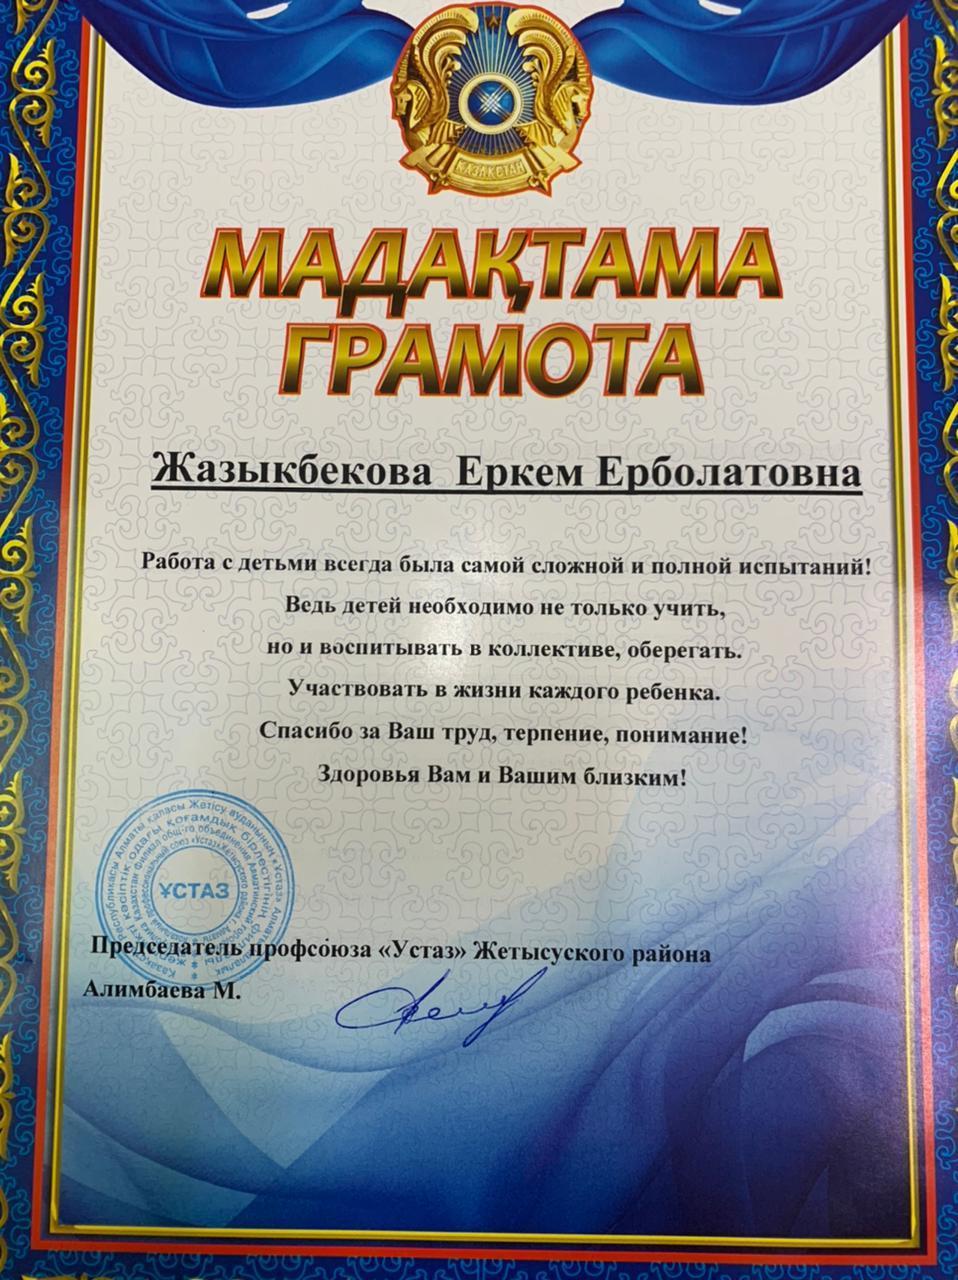 ҚАЗАҚСТАН
МАДАҚТАМА
ГРАМОТА
Жазыкбекова Еркем Ерболатовна
Работа с детьми всегда была самой сложной и полной испытаний!
Ведь детей необходимо не только учить,
но и воспитывать в коллективе, оберегать.
Участвовать в жизни каждого ребенка.
Спасибо за Ваш труд, терпение, понимание!
Здоровья Вам и Вашим близким!
ҰСТАЗ
Председатель профсоюза «Устаз» Жетысуского района
Алимбаева М.